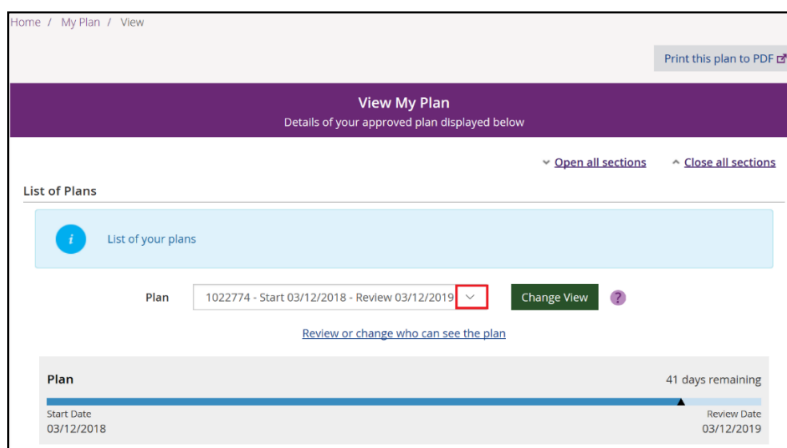 Home / My Plan / View
Print this plan to PDF
View My Plan
Details of your approved plan displayed below
Open all sections Close all sections
List of Plans
i List of your plans
Plan 1022774 - Start 03/12/2018 - Review 03/12/2019 Change View ?
Review or change who can see the plan
Plan 41 days remaining
Start Date Review Date
03/12/2018 03/12/2019